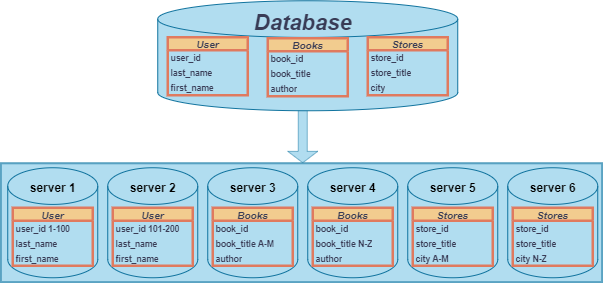 Database
User
user_id
last_name
first_name
Books
book_id
book_title
author
Stores
store_id
store_title
city
server 1
User
user_id 1-100
last_name
first_name
server 2
User
user_id 101-200
last_name
first_name
server 3
Books
book_id
book_title A-M
author
server 4
Books
book_id
book_title N-Z
author
server 5
Stores
store_id
store_title
city A-M
server 6
Stores
store_id
store_title
city N-Z